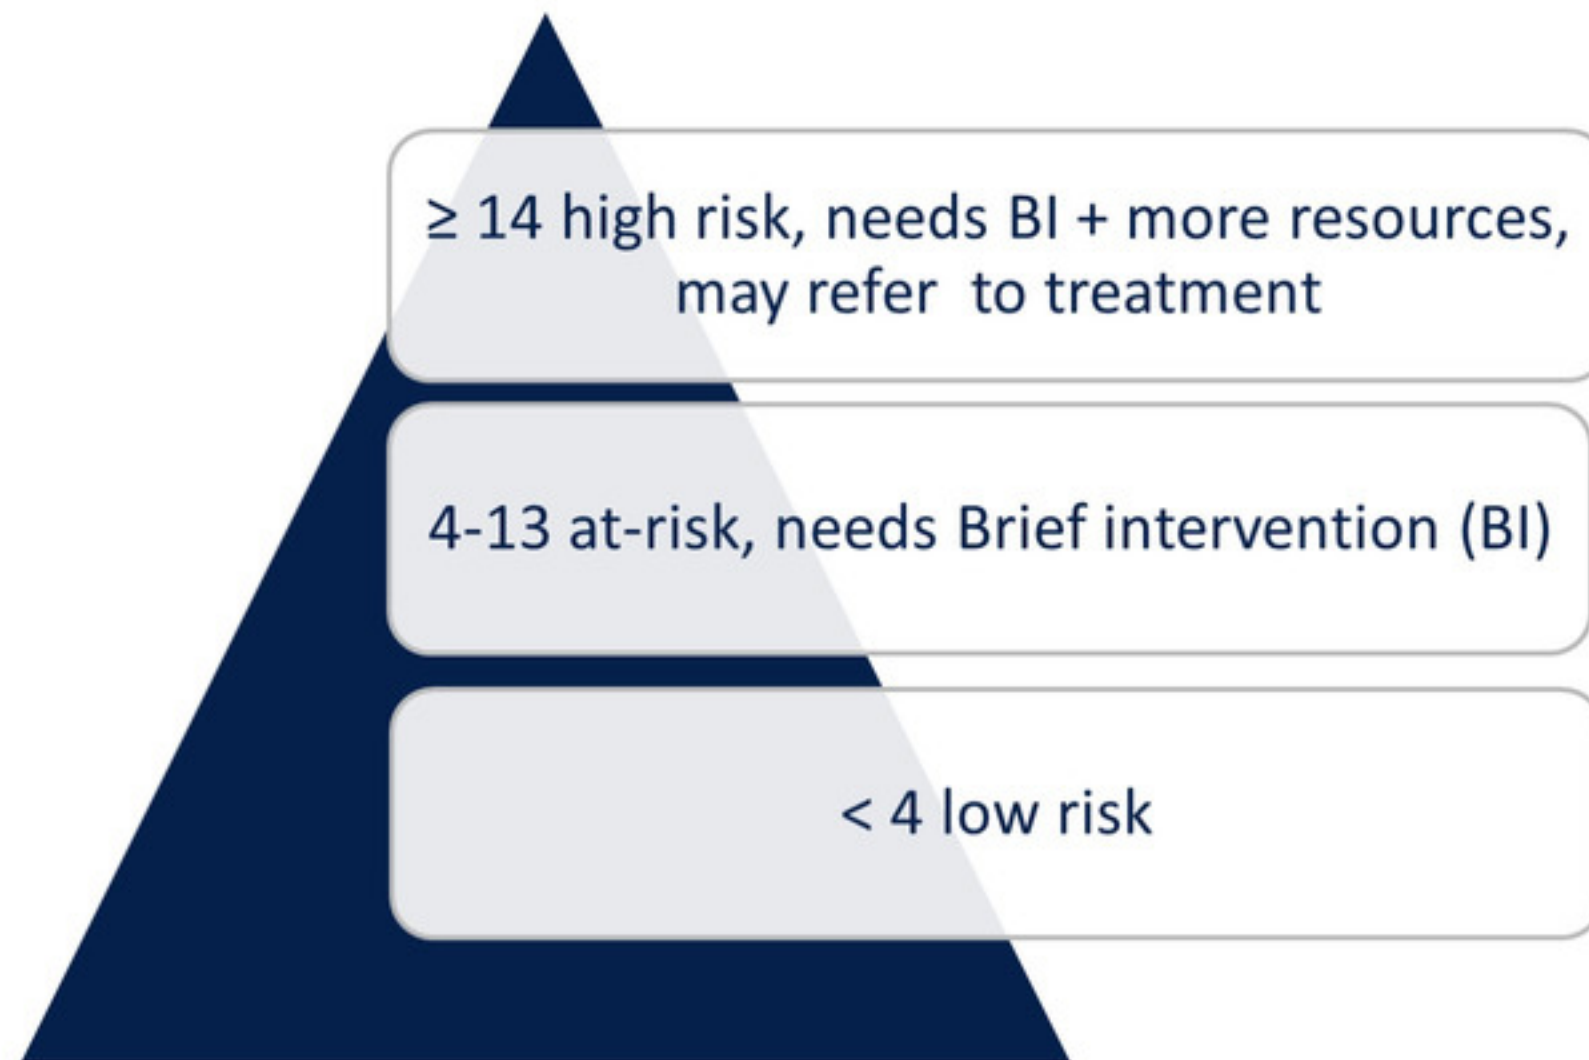 ≥ 14 high risk, needs BI + more resources,
may refer  to treatment
4-13 at-risk, needs Brief intervention (BI)
< 4 low risk